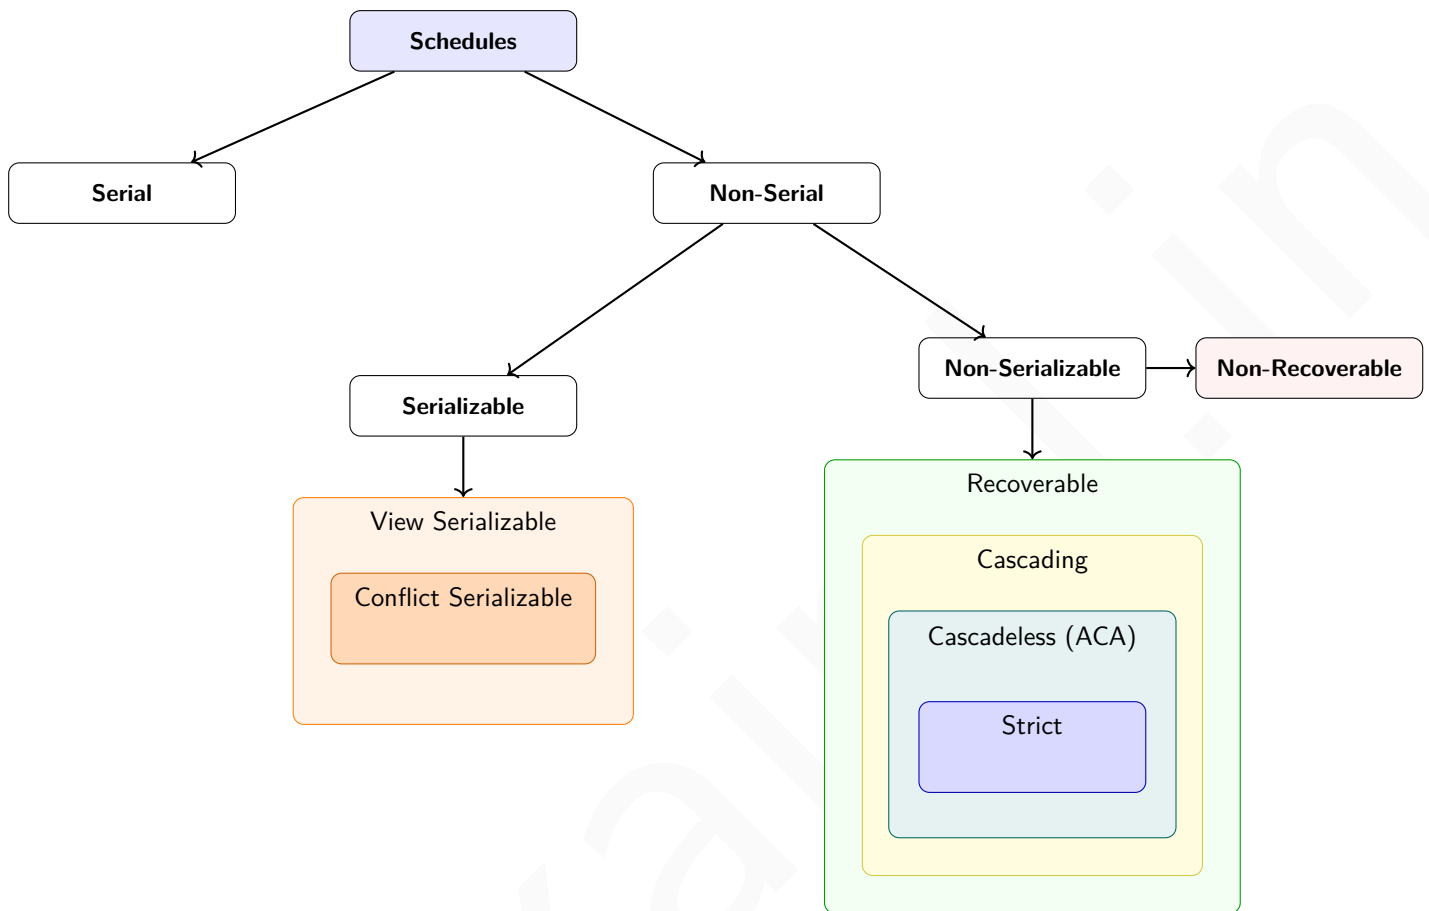 Schedules
Serial
Non-Serial
Non-Serializable
Non-Recoverable
Serializable
Recoverable
View Serializable
Cascading
Conflict Serializable
Cascadeless (ACA)
Strict